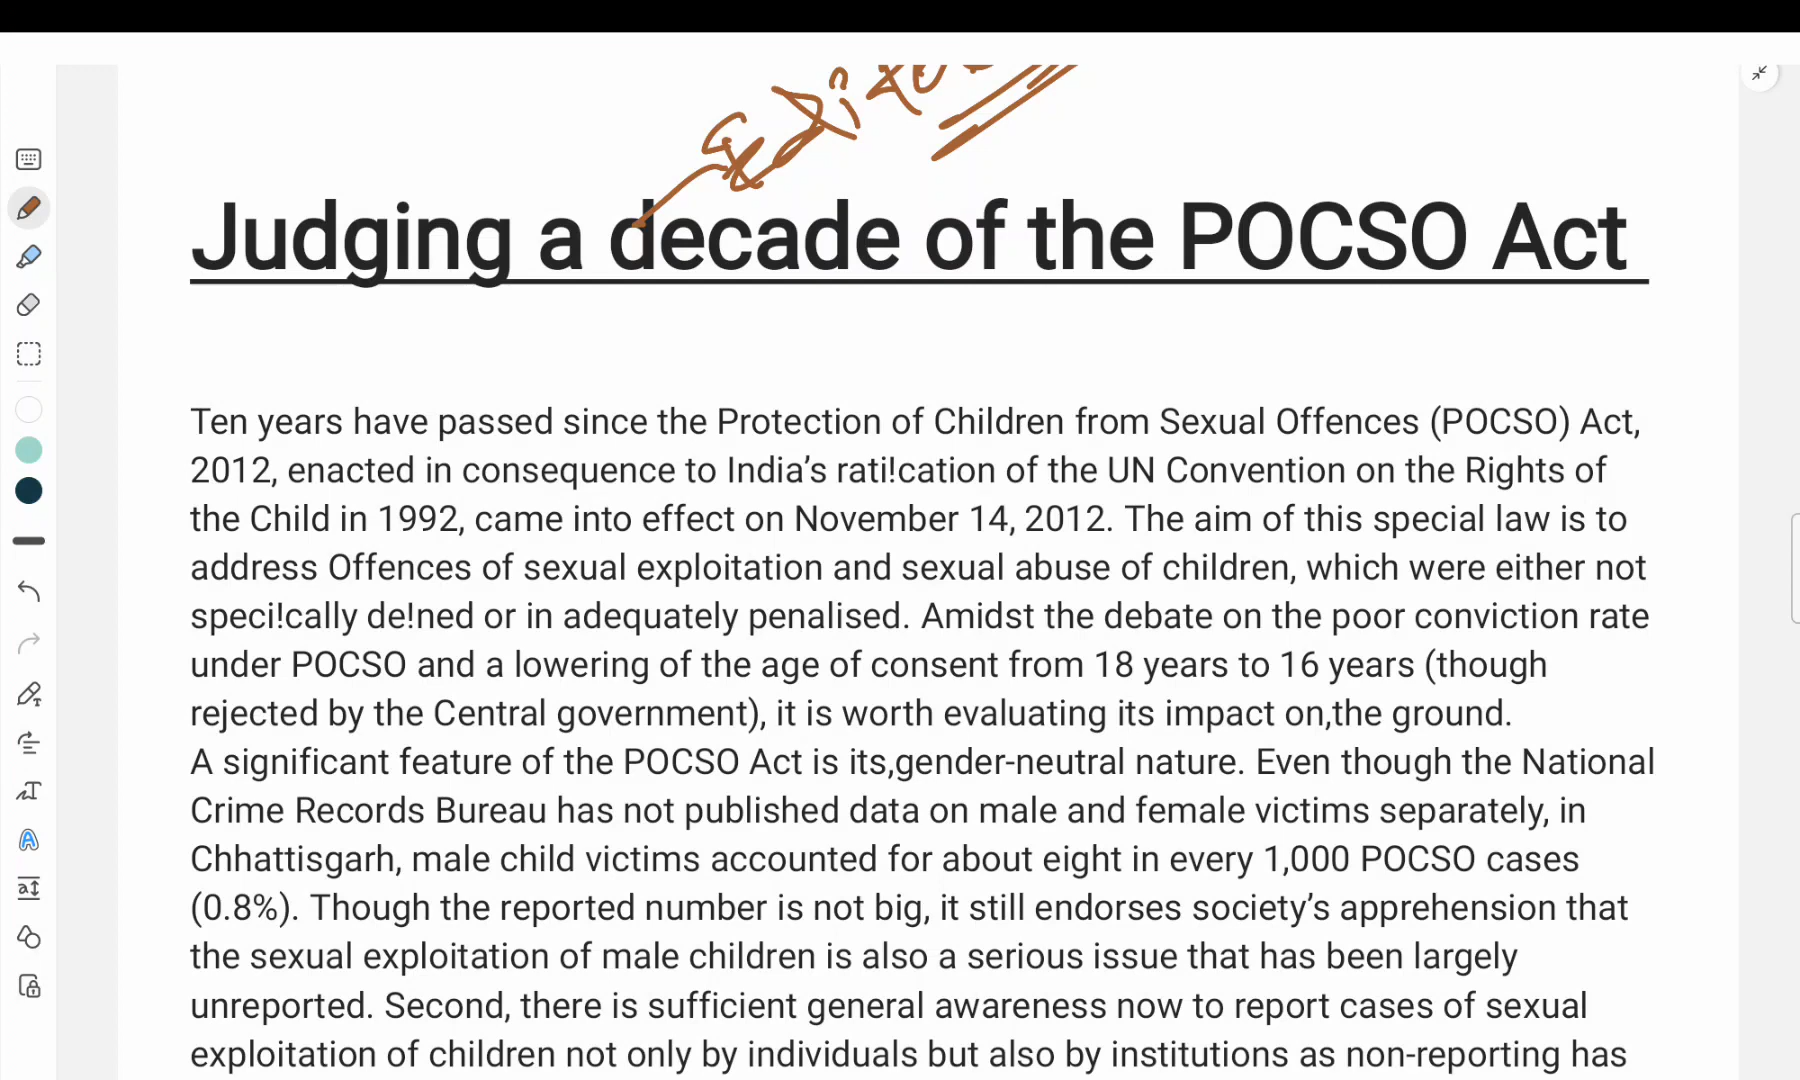 Judging a decade of the POCSO Act
Ten years have passed since the Protection of Children from Sexual Offences (POCSO) Act,
2012, enacted in consequence to India’s rati!cation of the UN Convention on the Rights of
the Child in 1992, came into effect on November 14, 2012. The aim of this special law is to
address Offences of sexual exploitation and sexual abuse of children, which were either not
speci!cally de!ned or in adequately penalised. Amidst the debate on the poor conviction rate
under POCSO and a lowering of the age of consent from 18 years to 16 years (though
rejected by the Central government), it is worth evaluating its impact on,the ground.
A significant feature of the POCSO Act is its,gender-neutral nature. Even though the National
Crime Records Bureau has not published data on male and female victims separately, in
Chhattisgarh, male child victims accounted for about eight in every 1,000 POCSO cases
(0.8%). Though the reported number is not big, it still endorses society’s apprehension that
the sexual exploitation of male children is also a serious issue that has been largely
unreported. Second, there is sufficient general awareness now to report cases of sexual
exploitation of children not only by individuals but also by institutions as non-reporting has